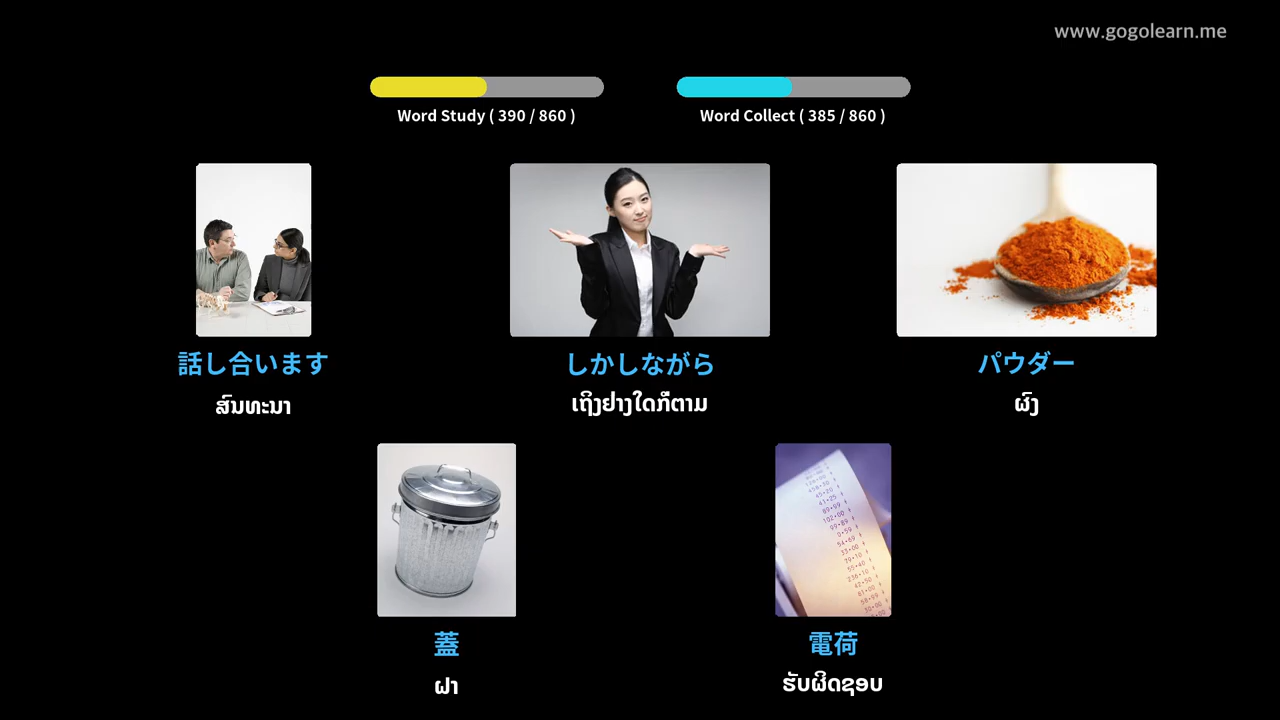 www.gogolearn.me
Word Study ( 390 / 860 )
Word Collect ( 385 / 860 )
話し合います
しかしながら
パウダー
ສົນທະນາ
ເຖິງຢ່າງໃດກໍ່ຕາມ
ຜົງ
蓋
電荷
ຝາ
ຮັບຜິດຊອບ